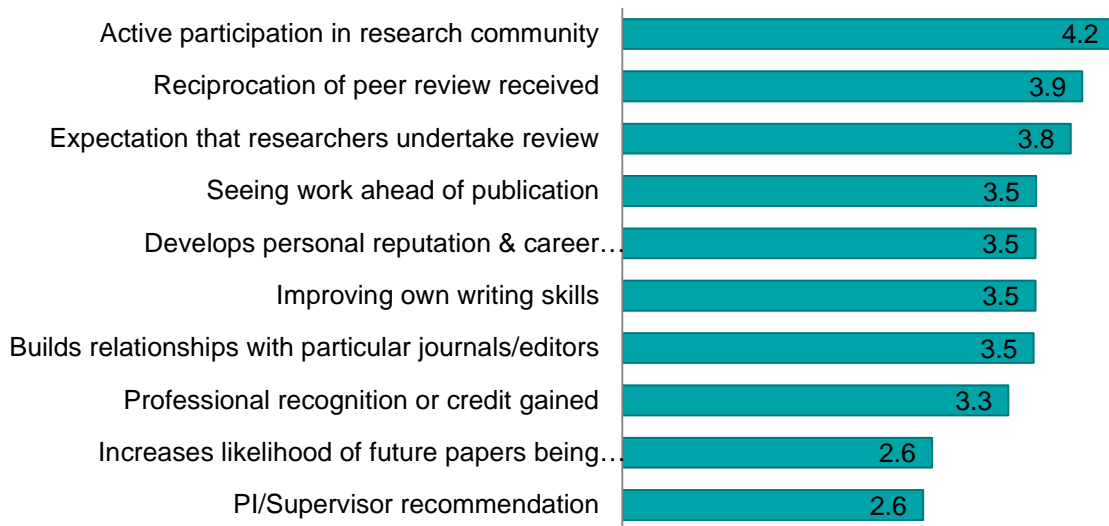 Active participation in research community 4.2
Reciprocation of peer review received 3.9
Expectation that researchers undertake review 3.8
Seeing work ahead of publication 3.5
Develops personal reputation & career… 3.5
Improving own writing skills 3.5
Builds relationships with particular journals/editors 3.5
Professional recognition or credit gained 3.3
Increases likelihood of future papers being… 2.6
PI/Supervisor recommendation 2.6